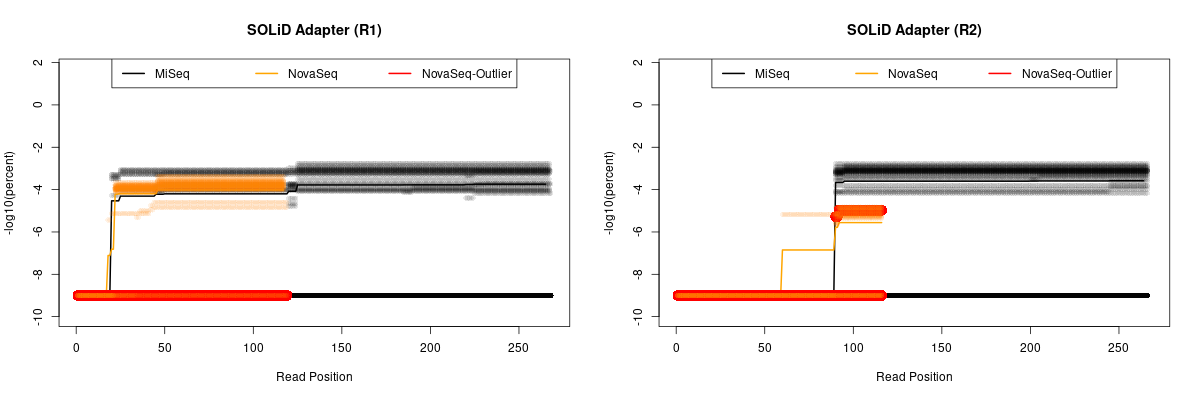 SOLiD Adapter (R1)
MiSeq NovaSeq NovaSeq-Outlier
-log10(percent)
2
0
-2
-4
-6
-8
-10
0 50 100 150 200 250
Read Position
SOLiD Adapter (R2)
MiSeq NovaSeq NovaSeq-Outlier
-log10(percent)
2
0
-2
-4
-6
-8
-10
0 50 100 150 200 250
Read Position